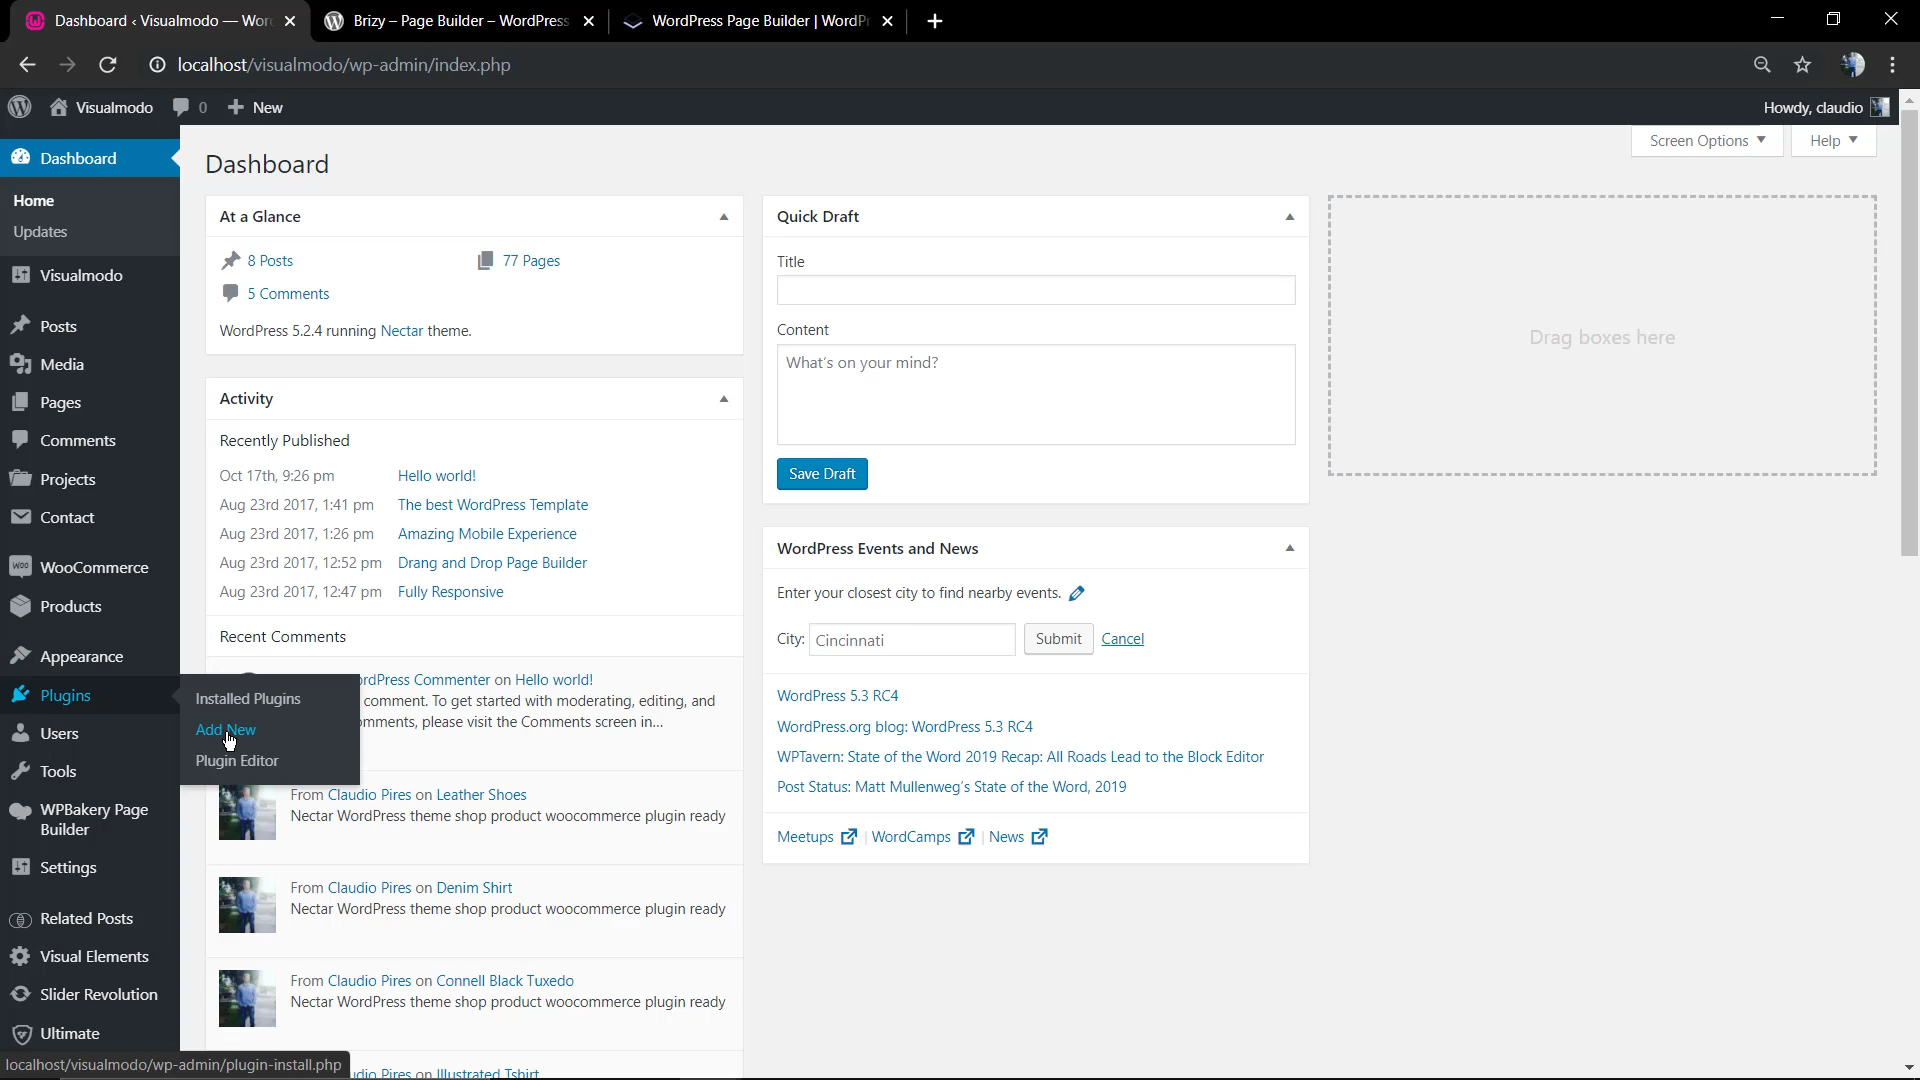 Dashboard ‹ Visualmodo — Wor
Brizy – Page Builder – WordPress
WordPress Page Builder | WordP
localhost/visualmodo/wp-admin/index.php
Visualmodo
0
New
Howdy, claudio
Screen Options
Help
Dashboard
Home
Updates
Visualmodo
Posts
Media
Pages
Comments
Projects
Contact
WooCommerce
Products
Appearance
Plugins
Users
Tools
WPBakery Page
Builder
Settings
Related Posts
Visual Elements
Slider Revolution
Ultimate
Installed Plugins
Add New
Plugin Editor
Dashboard
At a Glance
8 Posts
77 Pages
5 Comments
WordPress 5.2.4 running Nectar theme.
Activity
Recently Published
Oct 17th, 9:26 pm Hello world!
Aug 23rd 2017, 1:41 pm The best WordPress Template
Aug 23rd 2017, 1:26 pm Amazing Mobile Experience
Aug 23rd 2017, 12:52 pm Drang and Drop Page Builder
Aug 23rd 2017, 12:47 pm Fully Responsive
Recent Comments
rdPress Commenter on Hello world!
comment. To get started with moderating, editing, and
mments, please visit the Comments screen in…
From Claudio Pires on Leather Shoes
Nectar WordPress theme shop product woocommerce plugin ready
From Claudio Pires on Denim Shirt
Nectar WordPress theme shop product woocommerce plugin ready
From Claudio Pires on Connell Black Tuxedo
Nectar WordPress theme shop product woocommerce plugin ready
dio Pires on Illustrated Tshirt
Quick Draft
Title
Content
What's on your mind?
Save Draft
WordPress Events and News
Enter your closest city to find nearby events.
City: Cincinnati Submit Cancel
WordPress 5.3 RC4
WordPress.org blog: WordPress 5.3 RC4
WPTavern: State of the Word 2019 Recap: All Roads Lead to the Block Editor
Post Status: Matt Mullenweg's State of the Word, 2019
Meetups | WordCamps | News
Drag boxes here
localhost/visualmodo/wp-admin/plugin-install.php